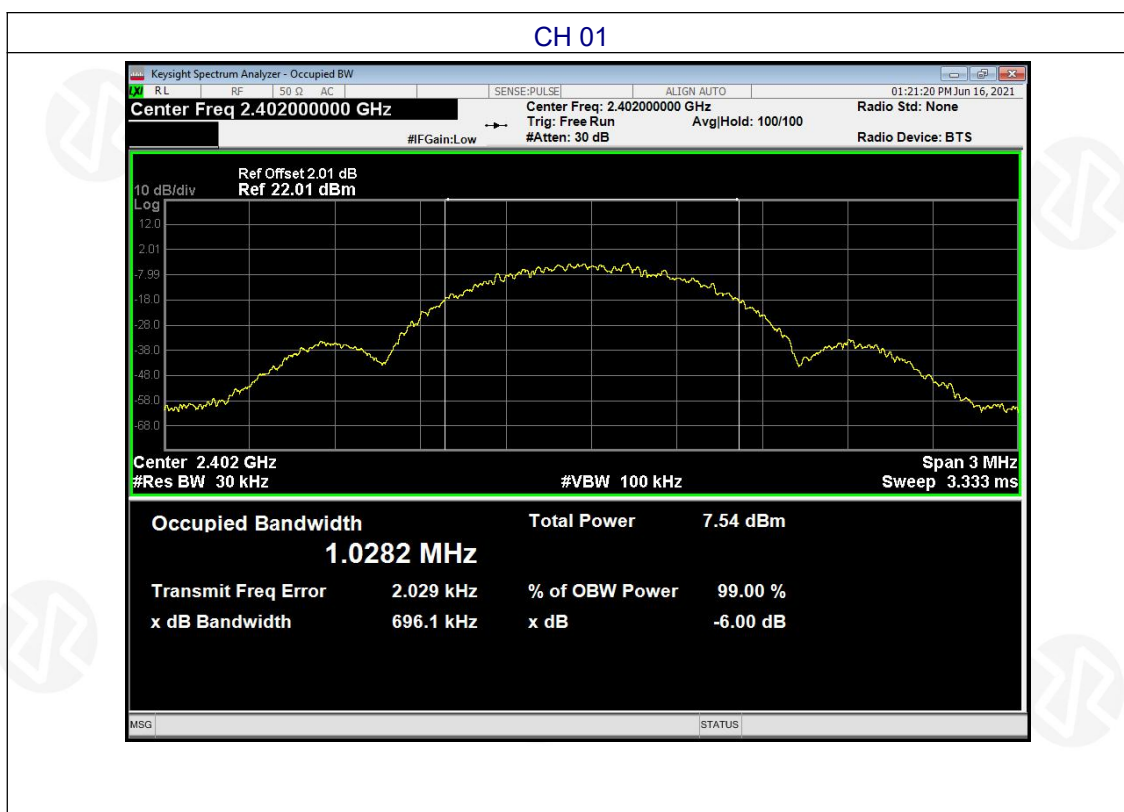 CH 01
Keysight Spectrum Analyzer - Occupied BW
LXI RL RF 50 Ω AC SENSE:PULSE ALIGN AUTO 01:21:20 PM Jun 16, 2021
Center Freq 2.402000000 GHz Center Freq: 2.402000000 GHz Radio Std: None
Trig: Free Run Avg|Hold: 100/100
#IFGain:Low #Atten: 30 dB Radio Device: BTS
Ref Offset 2.01 dB
10 dB/div Ref 22.01 dBm
Log
12.0
2.01
-7.99
-18.0
-28.0
-38.0
-48.0
-58.0
-68.0
Center 2.402 GHz Span 3 MHz
#Res BW 30 kHz #VBW 100 kHz Sweep 3.333 ms
Occupied Bandwidth Total Power 7.54 dBm
1.0282 MHz
Transmit Freq Error 2.029 kHz % of OBW Power 99.00 %
x dB Bandwidth 696.1 kHz x dB -6.00 dB
MSG STATUS